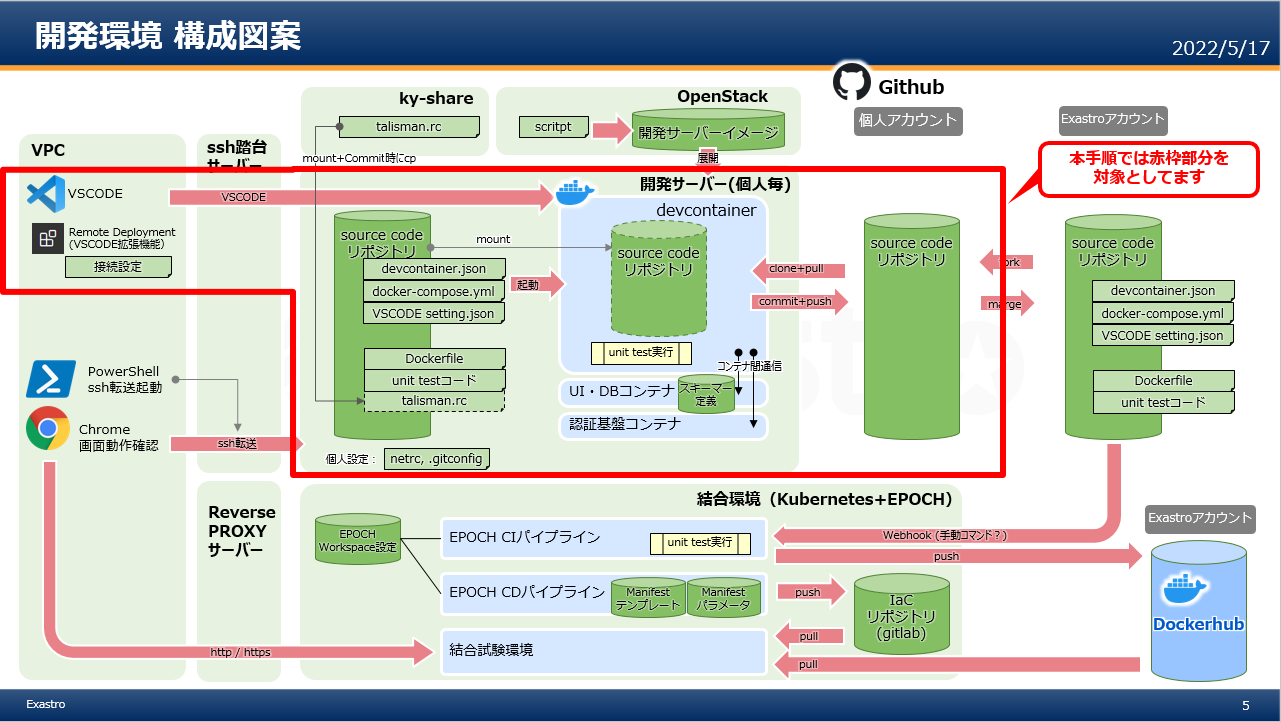 開発環境 構成図案
2022/5/17
ky-share
talisman.rc
mount+Commit時にcp
OpenStack
scritpt
開発サーバーイメージ
展開
Github
個人アカウント
Exastroアカウント
本手順では赤枠部分を
対象としてます
VPC
ssh踏台
サーバー
VSCODE
VSCODE
Remote Deployment
(VSCODE拡張機能)
接続設定
開発サーバー(個人毎)
devcontainer
source code
リポジトリ
mount
devcontainer.json
docker-compose.yml
VSCODE setting.json
起動
Dockerfile
unit testコード
talisman.rc
source code
リポジトリ
unit test実行
コンテナ間通信
UI・DBコンテナ
スキーマー
定義
認証基盤コンテナ
個人設定：
netrc, .gitconfig
clone+pull
commit+push
source code
リポジトリ
fork
marge
source code
リポジトリ
devcontainer.json
docker-compose.yml
VSCODE setting.json
Dockerfile
unit testコード
PowerShell
ssh転送起動
Chrome
画面動作確認
ssh転送
Reverse
PROXY
サーバー
結合環境（Kubernetes+EPOCH）
EPOCH
Workspace設定
EPOCH CIパイプライン
unit test実行
Webhook (手動コマンド？)
push
Exastroアカウント
EPOCH CDパイプライン
Manifest
テンプレート
Manifest
パラメータ
push
IaC
リポジトリ
(gitlab)
pull
Dockerhub
結合試験環境
http / https
pull
Exastro
5